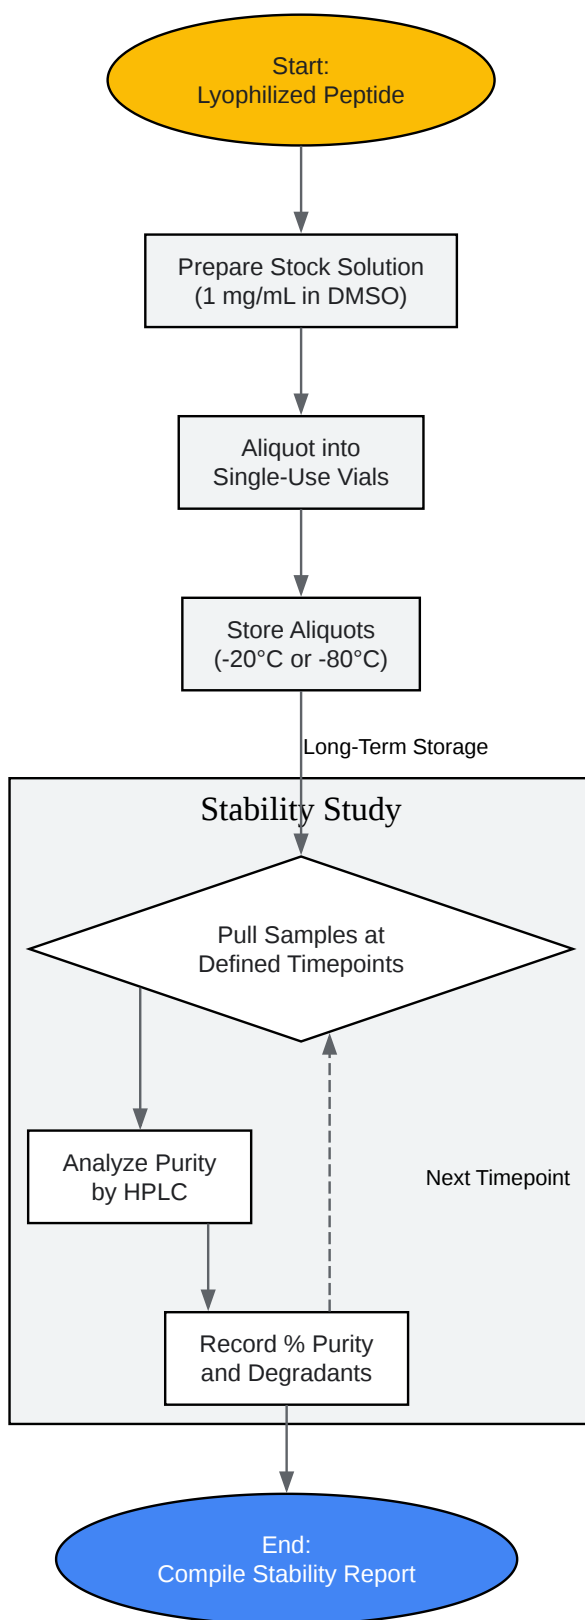 Start:
Lyophilized Peptide
Prepare Stock Solution
(1 mg/mL in DMSO)
Aliquot into
Single-Use Vials
Store Aliquots
(-20°C or -80°C)
Long-Term Storage
Stability Study
Pull Samples at
Defined Timepoints
Analyze Purity
by HPLC
Next Timepoint
Record % Purity
and Degradants
End:
Compile Stability Report